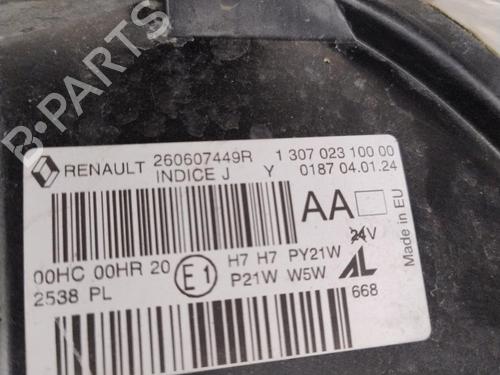 B-PARTS
RENAULT 260607449R 1 307 023 100 00
INDICE J Y 0187 04.01.24
AA
Made in EU
00HC 00HR 20 E1 H7 H7 PY21W 24V
2538 PL P21W W5W AL
668